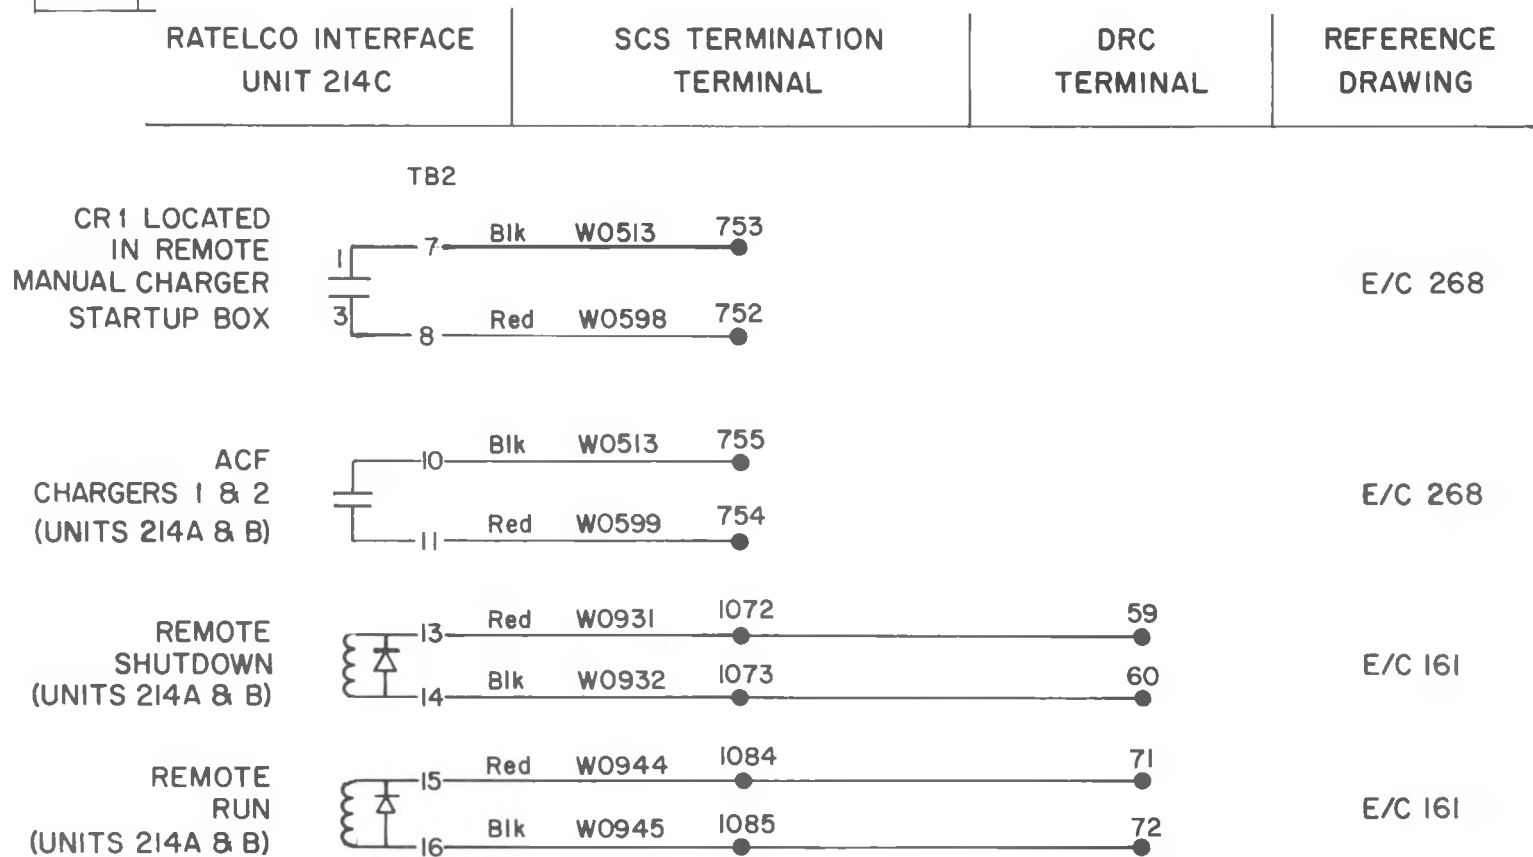 RATELCO INTERFACE
UNIT 214C
SCS TERMINATION
TERMINAL
DRC
TERMINAL
REFERENCE
DRAWING
TB2
CR1 LOCATED
IN REMOTE
MANUAL CHARGER
STARTUP BOX
1
3
7 Blk W0513 753
8 Red W0598 752
E/C 268
ACF
CHARGERS 1 & 2
(UNITS 214A & B)
10 Blk W0513 755
11 Red W0599 754
E/C 268
REMOTE
SHUTDOWN
(UNITS 214A & B)
13 Red W0931 1072 59
14 Blk W0932 1073 60
E/C 161
REMOTE
RUN
(UNITS 214A & B)
15 Red W0944 1084 71
16 Blk W0945 1085 72
E/C 161